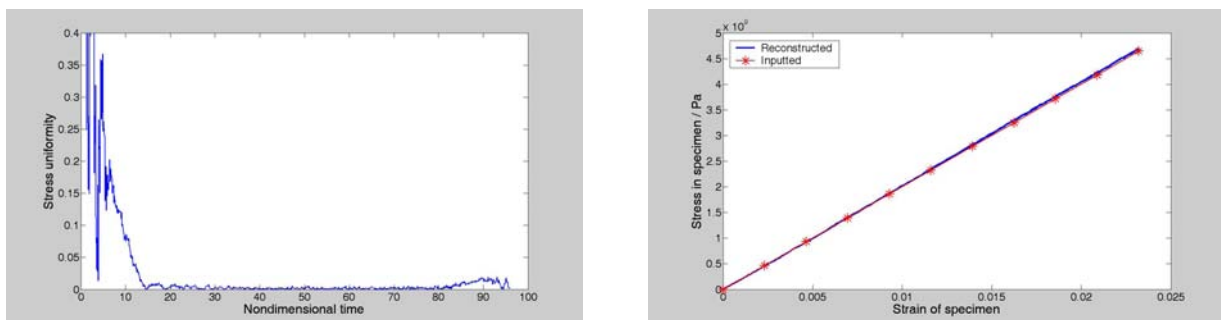 0.4
0.35
0.3
0.25
0.2
0.15
0.1
0.05
0
Stress uniformity
0 10 20 30 40 50 60 70 80 90 100
Nondimensional time
5
4.5
4
3.5
3
2.5
2
1.5
1
0.5
0
Stress in specimen / Pa
Reconstructed
Inputted
0 0.005 0.01 0.015 0.02 0.025
Strain of specimen